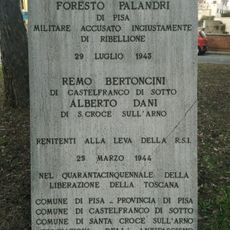 FORESTO PALANDRI
DI PISA
MILITARE ACCUSATO INGIUSTAMENTE
DI RIBELLIONE
29 LUGLIO 1943
REMO BERTONCINI
DI CASTELFRANCO DI SOTTO
ALBERTO DANI
DI S. CROCE SULL'ARNO
RENITENTI ALLA LEVA DELLA R.S.I.
23 MARZO 1944
NEL QUARANTACINQUENNALE DELLA
LIBERAZIONE DELLA TOSCANA
COMUNE DI PISA - PROVINCIA DI PISA
COMUNE DI CASTELFRANCO DI SOTTO
COMUNE DI SANTA CROCE SULL'ARNO